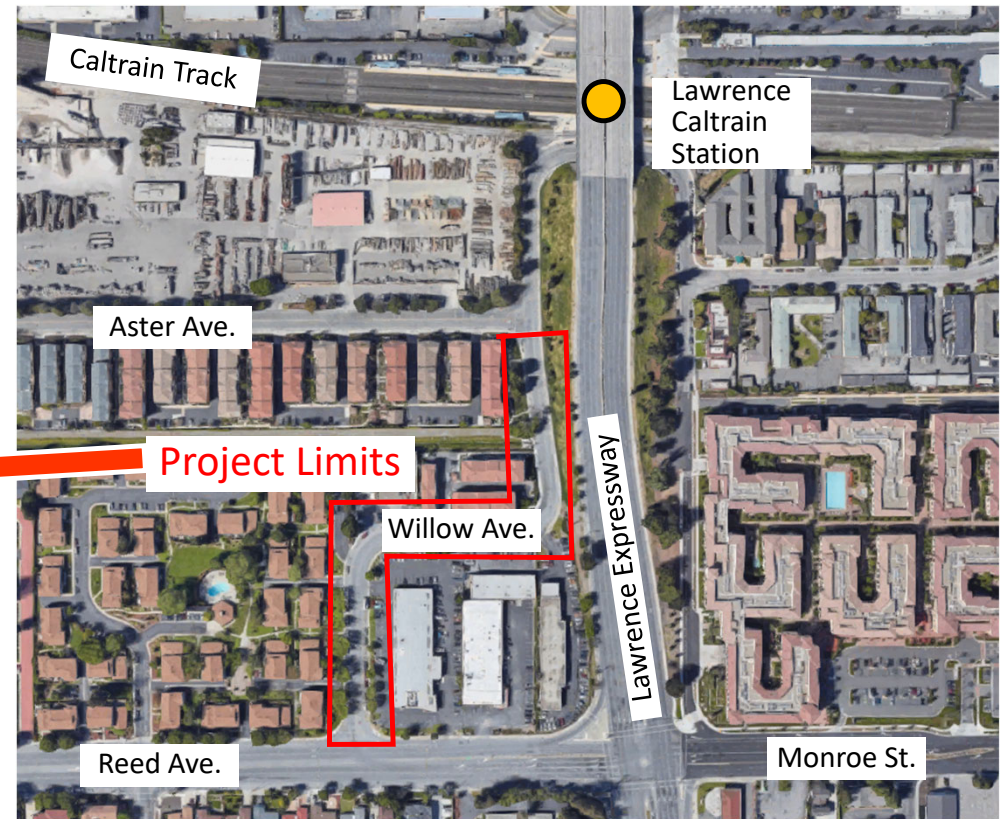 Caltrain Track
Lawrence
Caltrain
Station
Aster Ave.
Project Limits
Willow Ave.
Lawrence Expressway
Reed Ave.
Monroe St.